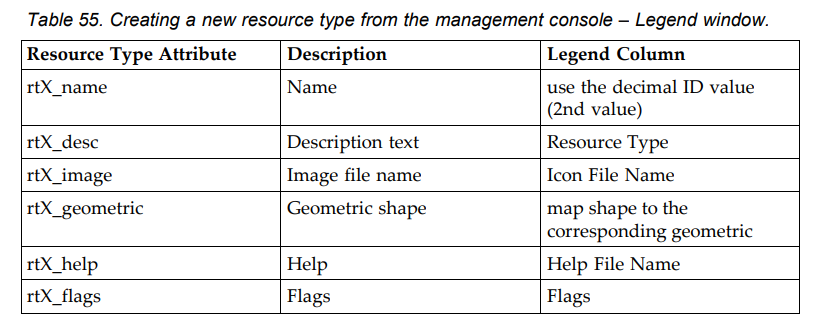 Table 55. Creating a new resource type from the management console – Legend window.
Resource Type Attribute Description Legend Column
rtX_name Name use the decimal ID value
(2nd value)
rtX_desc Description text Resource Type
rtX_image Image file name Icon File Name
rtX_geometric Geometric shape map shape to the
corresponding geometric
rtX_help Help Help File Name
rtX_flags Flags Flags